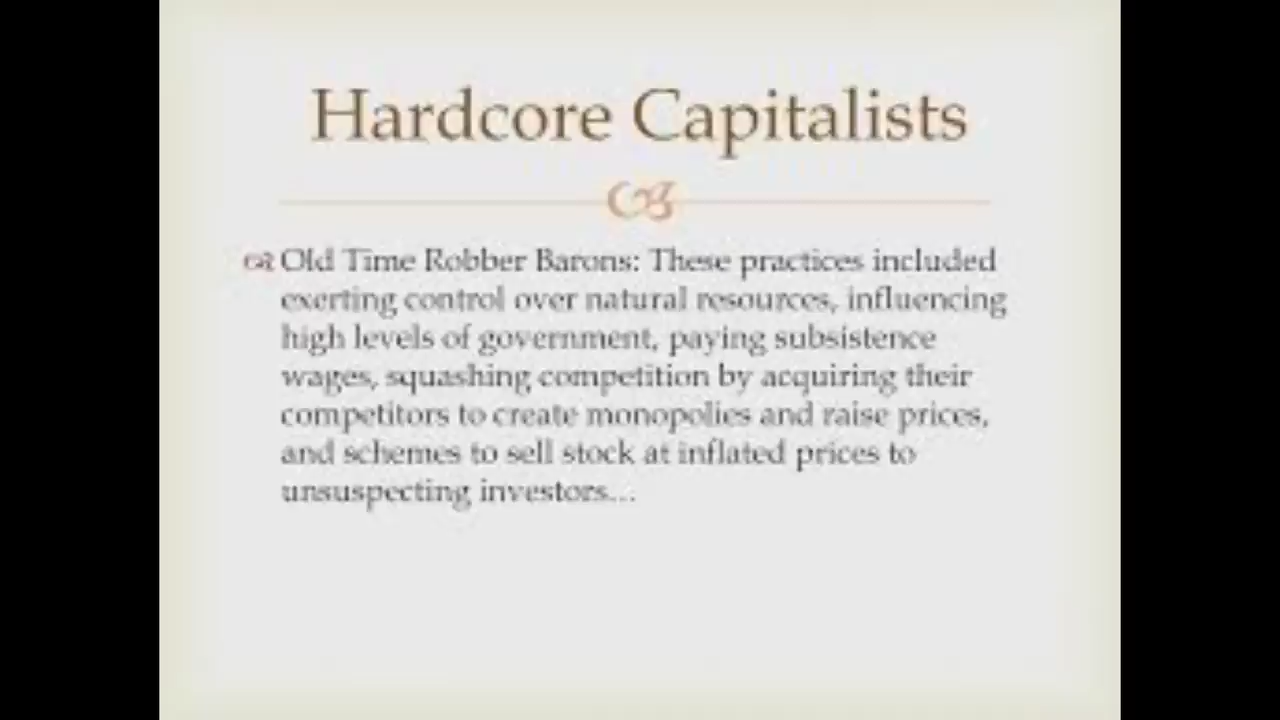 Hardcore Capitalists
Old Time Robber Barons: These practices included
exerting control over natural resources, influencing
high levels of government, paying subsistence
wages, squashing competition by acquiring their
competitors to create monopolies and raise prices,
and schemes to sell stock at inflated prices to
unsuspecting investors...